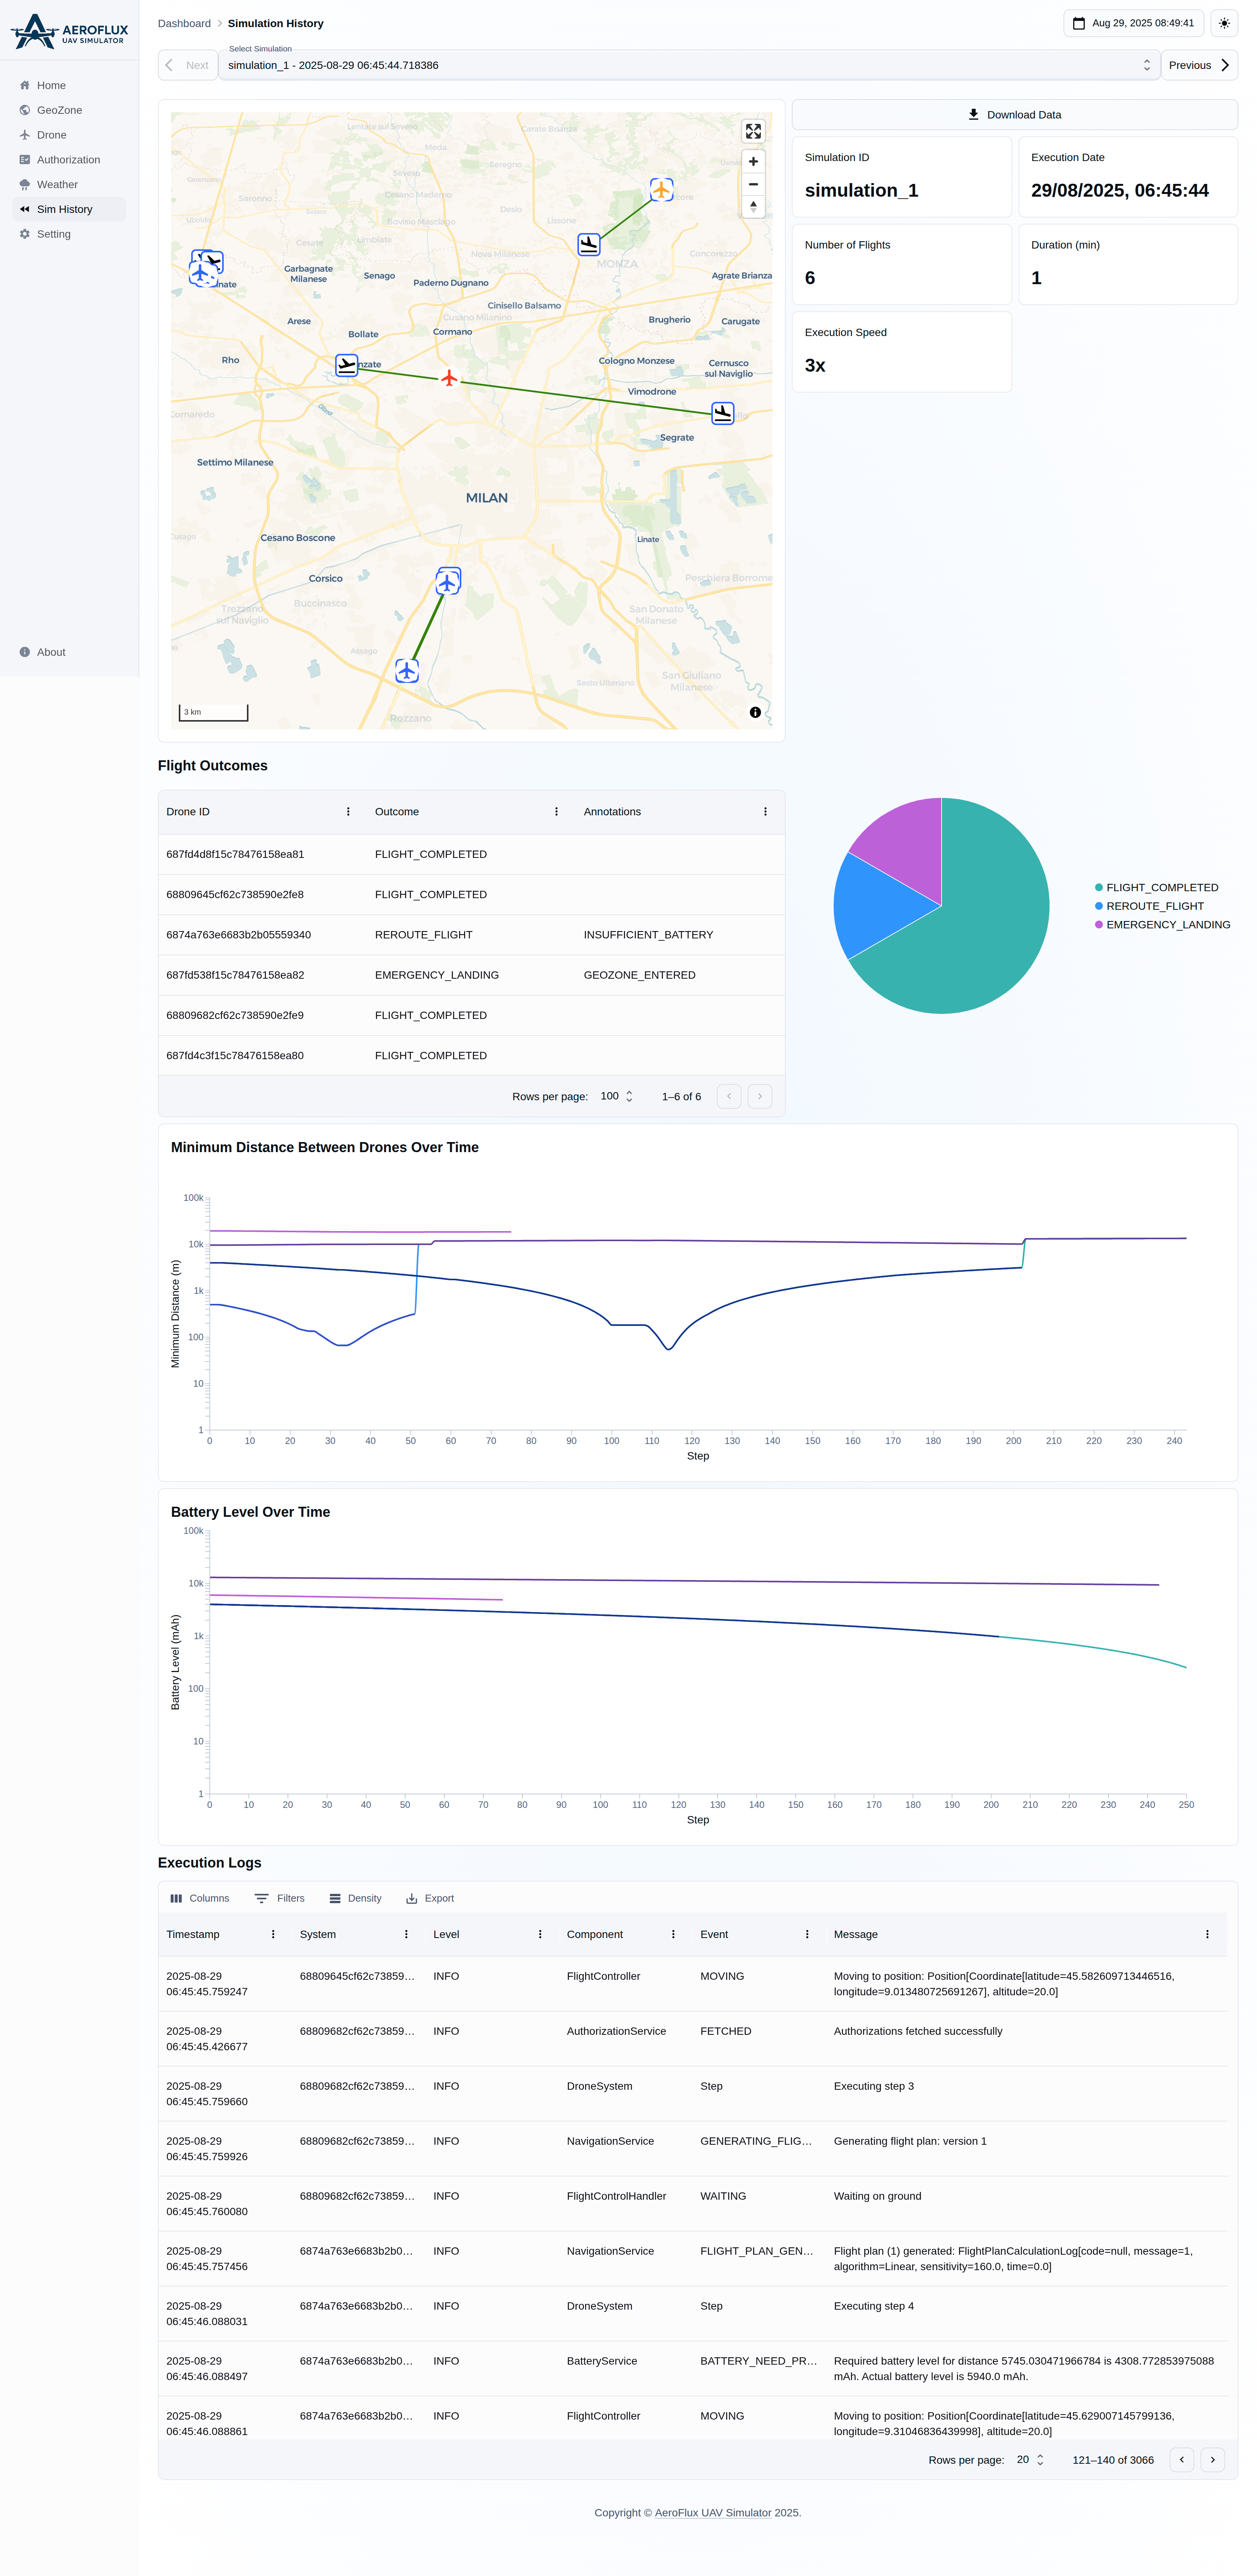 AEROFLUX
UAV SIMULATOR
Home
GeoZone
Drone
Authorization
Weather
Sim History
Setting
About
Dashboard
Simulation History
Aug 29, 2025 08:49:41
Next
Select Simulation
simulation_1 - 2025-08-29 06:45:44.718386
Previous
Lentate sul Seveso
Carate Brianza
Meda
Seregno
Seveso
Saronno
Cesano Maderno
Uboldo
Solaro
Desio
Bovisio Masciago
Lissone
Cesate
Limbiate
Nova Milanese
MONZA
Concorezzo
Garbagnate
Milanese
Senago
Paderno Dugnano
Agrate Brianza
Cinisello Balsamo
Cusano Milanino
Arese
Brugherio
Carugate
Bollate
Cormano
Rho
Cologno Monzese
Cernusco
sul Naviglio
Vimodrone
Cornaredo
Segrate
Settimo Milanese
MILAN
Cusago
Cesano Boscone
Linate
Corsico
Peschiera Borromeo
Trezzano
sul Naviglio
Buccinasco
San Donato
Milanese
Assago
Sesto Ulteriano
San Giuliano
Milanese
Rozzano
3 km
Download Data
Simulation ID
simulation_1
Execution Date
29/08/2025, 06:45:44
Number of Flights
6
Duration (min)
1
Execution Speed
3x
Flight Outcomes
Drone ID Outcome Annotations
687fd4d8f15c78476158ea81 FLIGHT_COMPLETED
68809645cf62c738590e2fe8 FLIGHT_COMPLETED
6874a763e6683b2b05559340 REROUTE_FLIGHT INSUFFICIENT_BATTERY
687fd538f15c78476158ea82 EMERGENCY_LANDING GEOZONE_ENTERED
68809682cf62c738590e2fe9 FLIGHT_COMPLETED
687fd4c3f15c78476158ea80 FLIGHT_COMPLETED
Rows per page: 100 1–6 of 6
FLIGHT_COMPLETED
REROUTE_FLIGHT
EMERGENCY_LANDING
Minimum Distance Between Drones Over Time
Minimum Distance (m)
100k
10k
1k
100
10
1
0 10 20 30 40 50 60 70 80 90 100 110 120 130 140 150 160 170 180 190 200 210 220 230 240
Step
Battery Level Over Time
Battery Level (mAh)
100k
10k
1k
100
10
1
0 10 20 30 40 50 60 70 80 90 100 110 120 130 140 150 160 170 180 190 200 210 220 230 240 250
Step
Execution Logs
Columns Filters Density Export
Timestamp System Level Component Event Message
2025-08-29 68809645cf62c73859… INFO FlightController MOVING Moving to position: Position[Coordinate[latitude=45.582609713446516,
06:45:45.759247 longitude=9.013480725691267], altitude=20.0]
2025-08-29 68809682cf62c73859… INFO AuthorizationService FETCHED Authorizations fetched successfully
06:45:45.426677
2025-08-29 68809682cf62c73859… INFO DroneSystem Step Executing step 3
06:45:45.759660
2025-08-29 68809682cf62c73859… INFO NavigationService GENERATING_FLIG… Generating flight plan: version 1
06:45:45.759926
2025-08-29 68809682cf62c73859… INFO FlightControlHandler WAITING Waiting on ground
06:45:45.760080
2025-08-29 6874a763e6683b2b0… INFO NavigationService FLIGHT_PLAN_GEN… Flight plan (1) generated: FlightPlanCalculationLog[code=null, message=1,
06:45:45.757456 algorithm=Linear, sensitivity=160.0, time=0.0]
2025-08-29 6874a763e6683b2b0… INFO DroneSystem Step Executing step 4
06:45:46.088031
2025-08-29 6874a763e6683b2b0… INFO BatteryService BATTERY_NEED_PR… Required battery level for distance 5745.030471966784 is 4308.772853975088
06:45:46.088497 mAh. Actual battery level is 5940.0 mAh.
2025-08-29 6874a763e6683b2b0… INFO FlightController MOVING Moving to position: Position[Coordinate[latitude=45.629007145799136,
06:45:46.088861 longitude=9.31046836439998], altitude=20.0]
Rows per page: 20 121–140 of 3066
Copyright © AeroFlux UAV Simulator 2025.